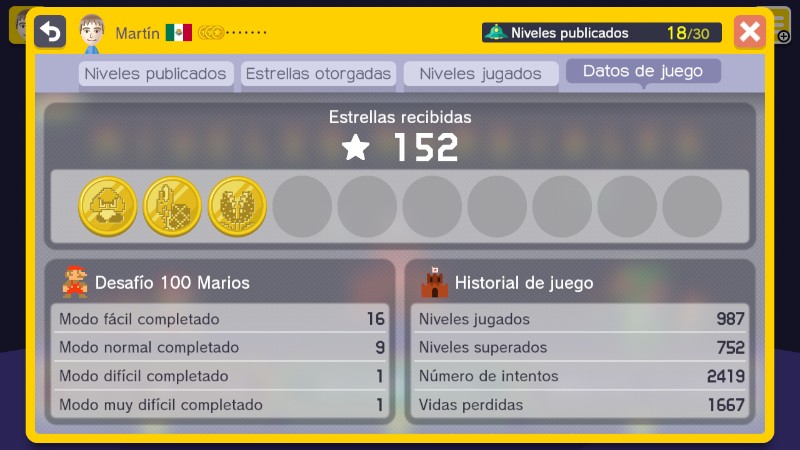 Martín
Niveles publicados 18/30
Niveles publicados
Estrellas otorgadas
Niveles jugados
Datos de juego
Estrellas recibidas
152
Desafío 100 Marios
Modo fácil completado 16
Modo normal completado 9
Modo difícil completado 1
Modo muy difícil completado 1
Historial de juego
Niveles jugados 987
Niveles superados 752
Número de intentos 2419
Vidas perdidas 1667